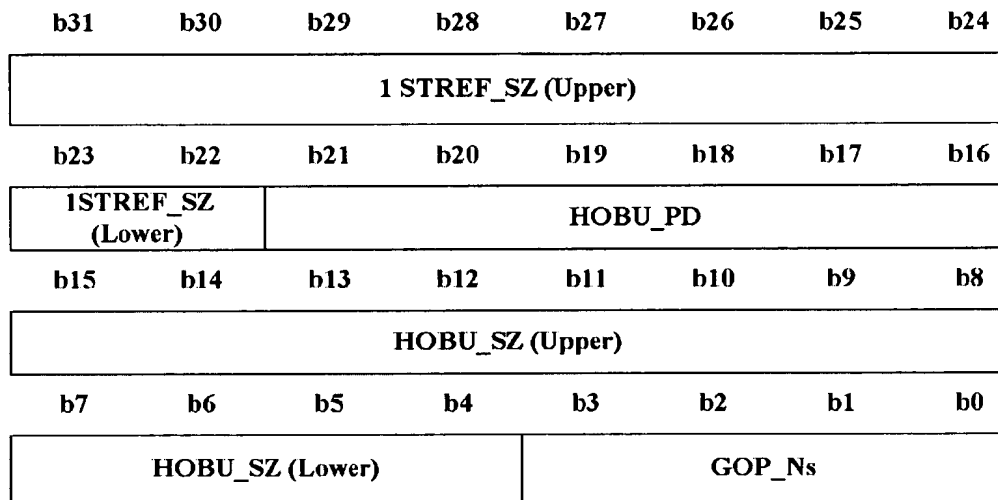 b31 b30 b29 b28 b27 b26 b25 b24
1 STREF_SZ (Upper)
b23 b22 b21 b20 b19 b18 b17 b16
1STREF_SZ
(Lower)
HOBU_PD
b15 b14 b13 b12 b11 b10 b9 b8
HOBU_SZ (Upper)
b7 b6 b5 b4 b3 b2 b1 b0
HOBU_SZ (Lower) GOP_Ns